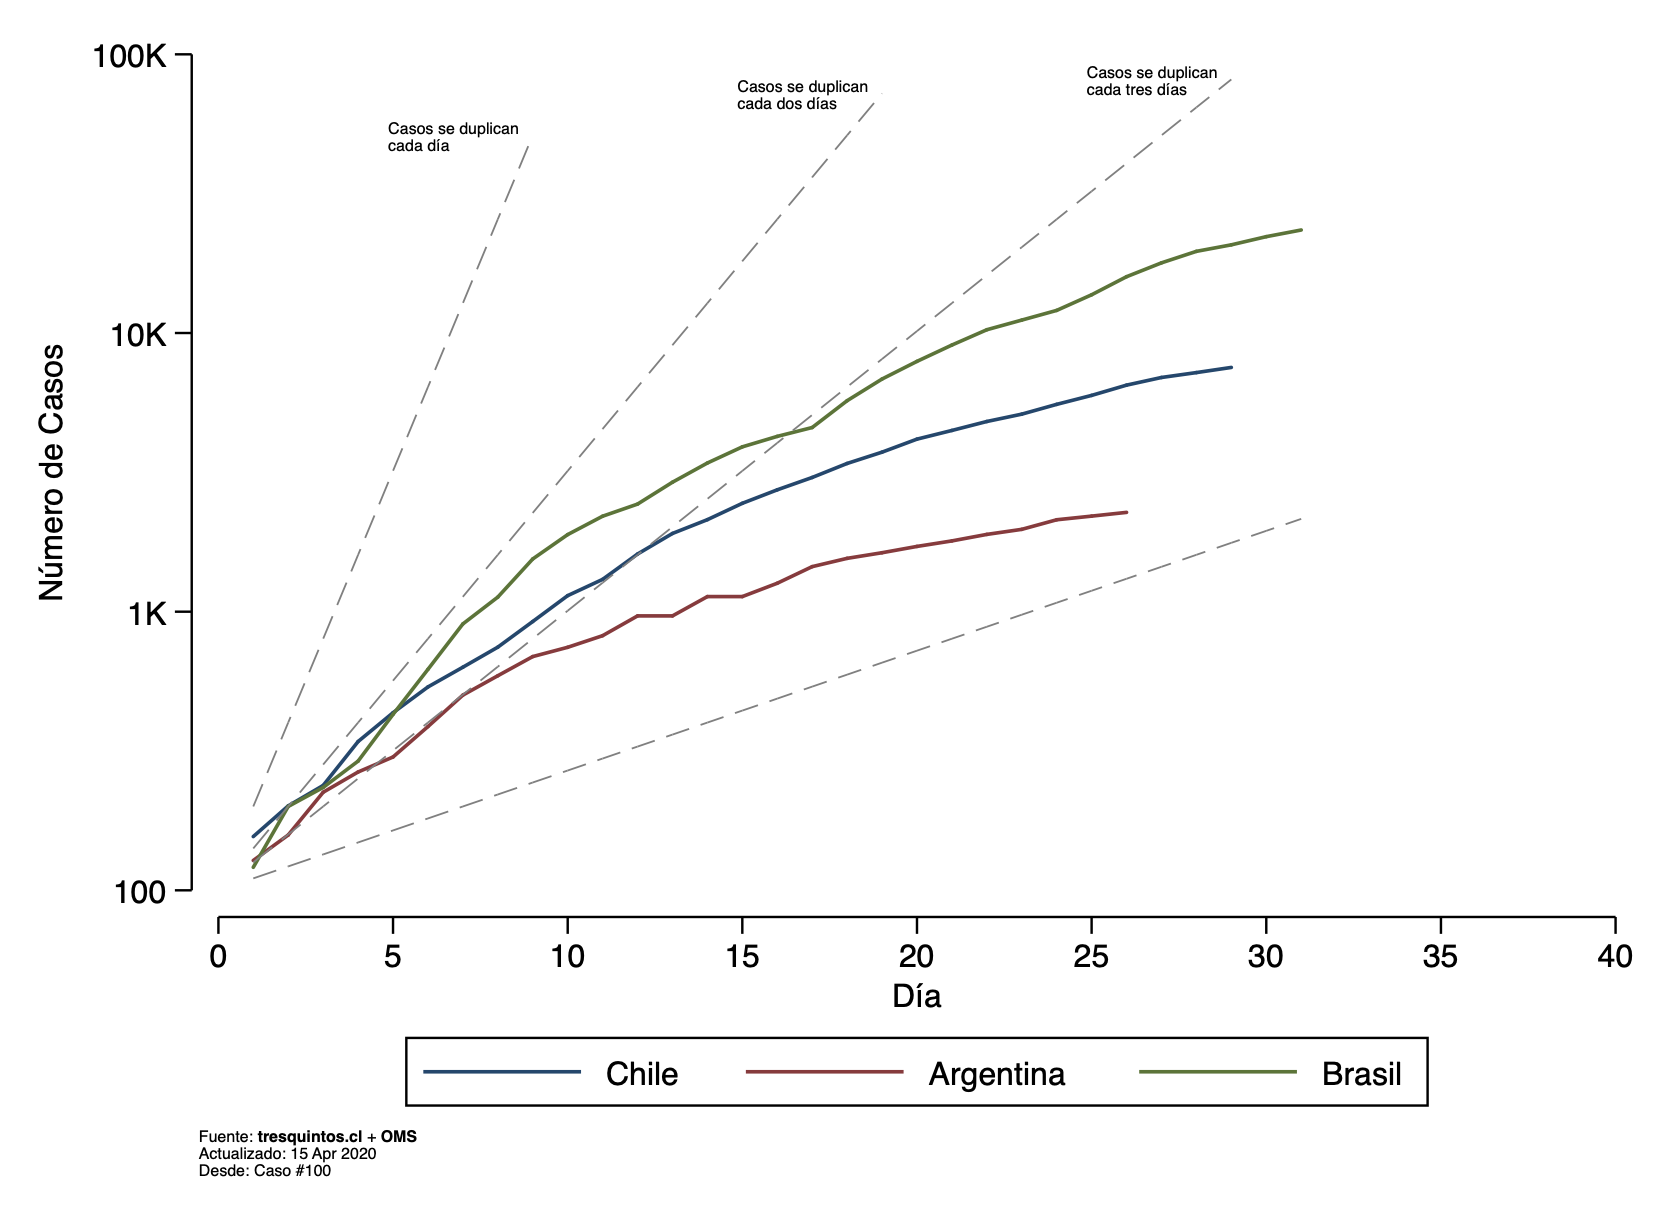 100K
10K
1K
100
Número de Casos
Casos se duplican
cada día
Casos se duplican
cada dos días
Casos se duplican
cada tres días
0 5 10 15 20 25 30 35 40
Día
Chile Argentina Brasil
Fuente: tresquintos.cl + OMS
Actualizado: 15 Apr 2020
Desde: Caso #100